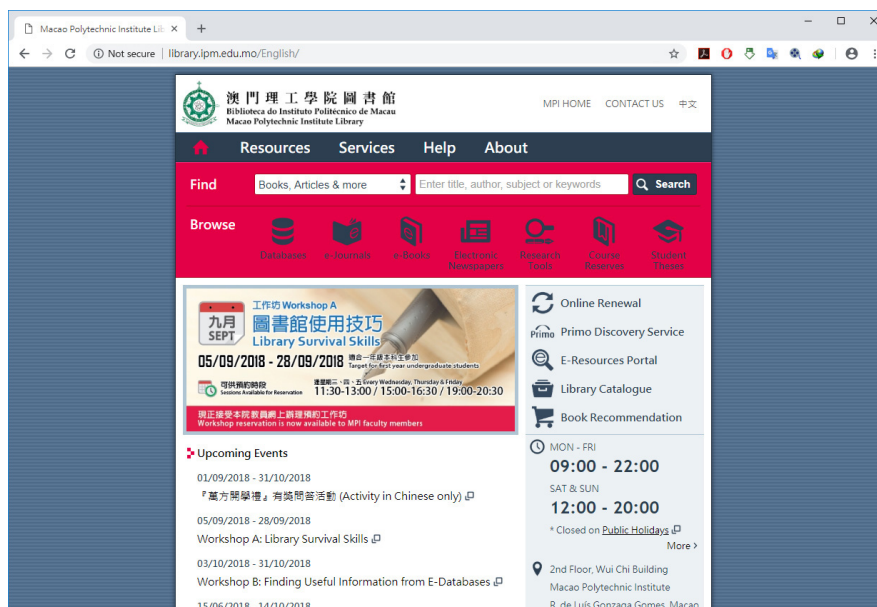 Macao Polytechnic Institute Lib
Not secure
library.ipm.edu.mo/English/
澳門理工學院圖書館
Biblioteca do Instituto Politécnico de Macau
Macao Polytechnic Institute Library
MPI HOME CONTACT US 中文
Resources Services Help About
Find
Books, Articles & more
Enter title, author, subject or keywords
Search
Browse
Databases
e-Journals
e-Books
Electronic
Newspapers
Research
Tools
Course
Reserves
Student
Theses
九月
SEPT
工作坊 Workshop A
圖書館使用技巧
Library Survival Skills
05/09/2018 - 28/09/2018
適合一年級本科生參加
Target for first year undergraduate students
可供預約時段
Sessions Available for Reservation
逢星期三、四、五 Every Wednesday, Thursday & Friday
11:30-13:00 / 15:00-16:30 / 19:00-20:30
現正接受本院教員網上辦理預約工作坊
Workshop reservation is now available to MPI faculty members
Upcoming Events
01/09/2018 - 31/10/2018
『萬方開學禮』有獎問答活動 (Activity in Chinese only)
05/09/2018 - 28/09/2018
Workshop A: Library Survival Skills
03/10/2018 - 31/10/2018
Workshop B: Finding Useful Information from E-Databases
15/06/2018 - 14/10/2018
Online Renewal
Primo Primo Discovery Service
E-Resources Portal
Library Catalogue
Book Recommendation
MON - FRI
09:00 - 22:00
SAT & SUN
12:00 - 20:00
* Closed on Public Holidays
More >
2nd Floor, Wui Chi Building
Macao Polytechnic Institute
R. de Luís Gonzaga Gomes, Macao